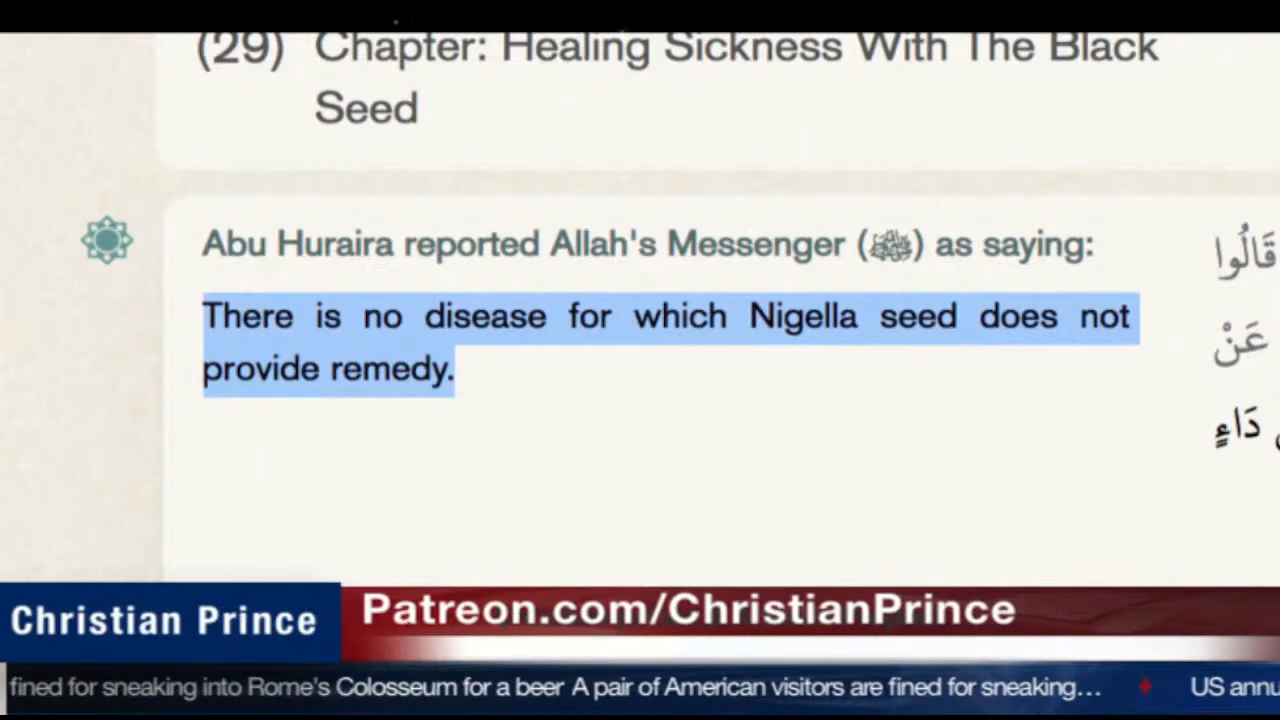 (29) Chapter: Healing Sickness With The Black
Seed
Abu Huraira reported Allah's Messenger (ﷺ) as saying:
There is no disease for which Nigella seed does not
provide remedy.
قَالُوا
عَنْ
دَاءٍ
Christian Prince
Patreon.com/ChristianPrince
fined for sneaking into Rome's Colosseum for a beer A pair of American visitors are fined for sneaking... US annu